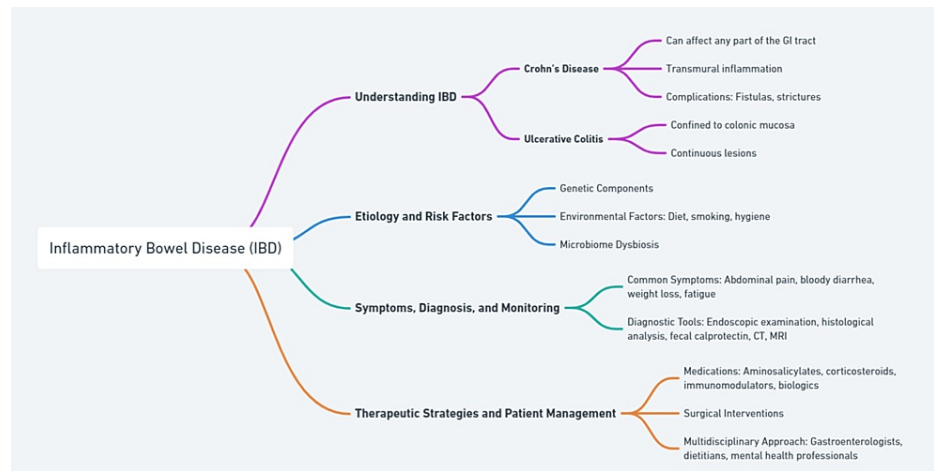 Inflammatory Bowel Disease (IBD)
Understanding IBD
Crohn's Disease
Can affect any part of the GI tract
Transmural inflammation
Complications: Fistulas, strictures
Ulcerative Colitis
Confined to colonic mucosa
Continuous lesions
Etiology and Risk Factors
Genetic Components
Environmental Factors: Diet, smoking, hygiene
Microbiome Dysbiosis
Symptoms, Diagnosis, and Monitoring
Common Symptoms: Abdominal pain, bloody diarrhea,
weight loss, fatigue
Diagnostic Tools: Endoscopic examination, histological
analysis, fecal calprotectin, CT, MRI
Therapeutic Strategies and Patient Management
Medications: Aminosalicylates, corticosteroids,
immunomodulators, biologics
Surgical Interventions
Multidisciplinary Approach: Gastroenterologists,
dietitians, mental health professionals